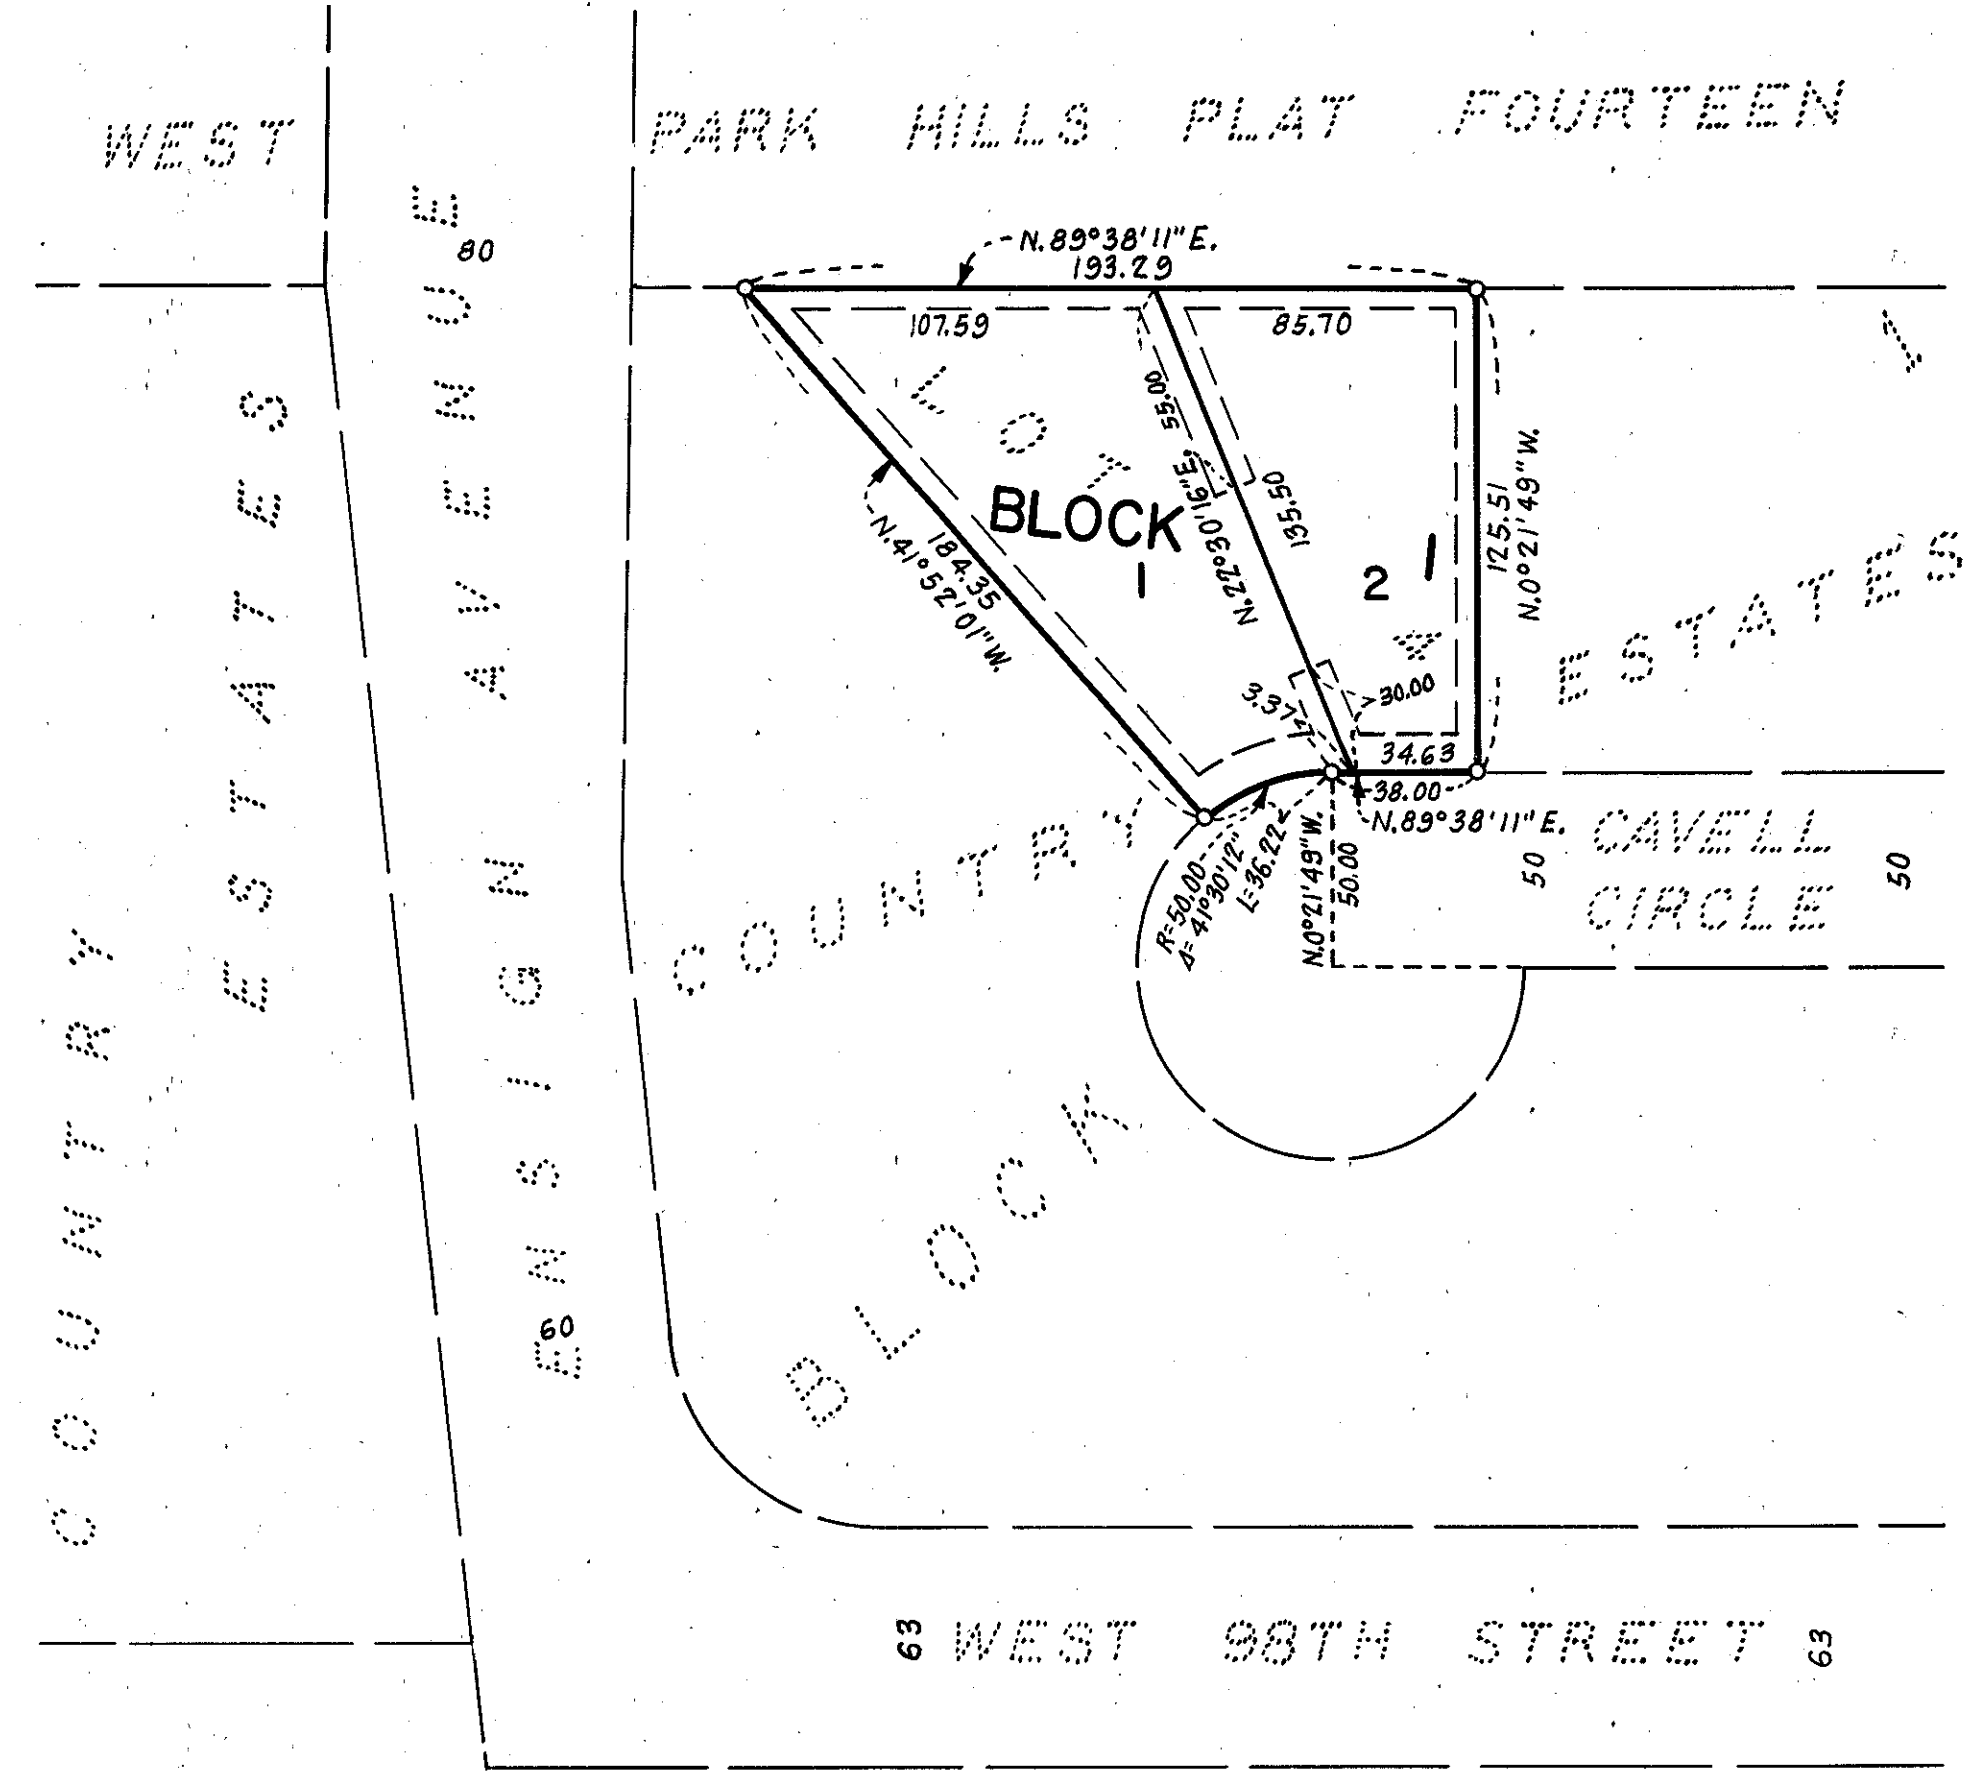 WEST PARK HILLS PLAT FOURTEEN
80
N.89°38'11"E.
193.29
107.59
85.70
LOT 4
55.00
N.22°30'16"E.
135.50
BLOCK 1
1
2
184.35
N.41°52'01"W.
125.51
N.0°21'49"W.
3.37
30.00
34.63
38.00
N.89°38'11"E.
R=50.00
Δ=41°30'12"
L=36.22
N.0°21'49"W.
50.00
50
CAVELL
CIRCLE
50
COUNTRY ESTATES
BLOCK 1
COUNTRY
ESTATES
ENSIGN AVENUE
60
63 WEST 98TH STREET 63